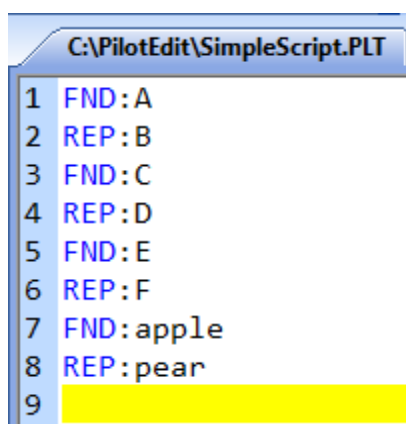 C:\PilotEdit\SimpleScript.PLT
1 FND:A
2 REP:B
3 FND:C
4 REP:D
5 FND:E
6 REP:F
7 FND:apple
8 REP:pear
9